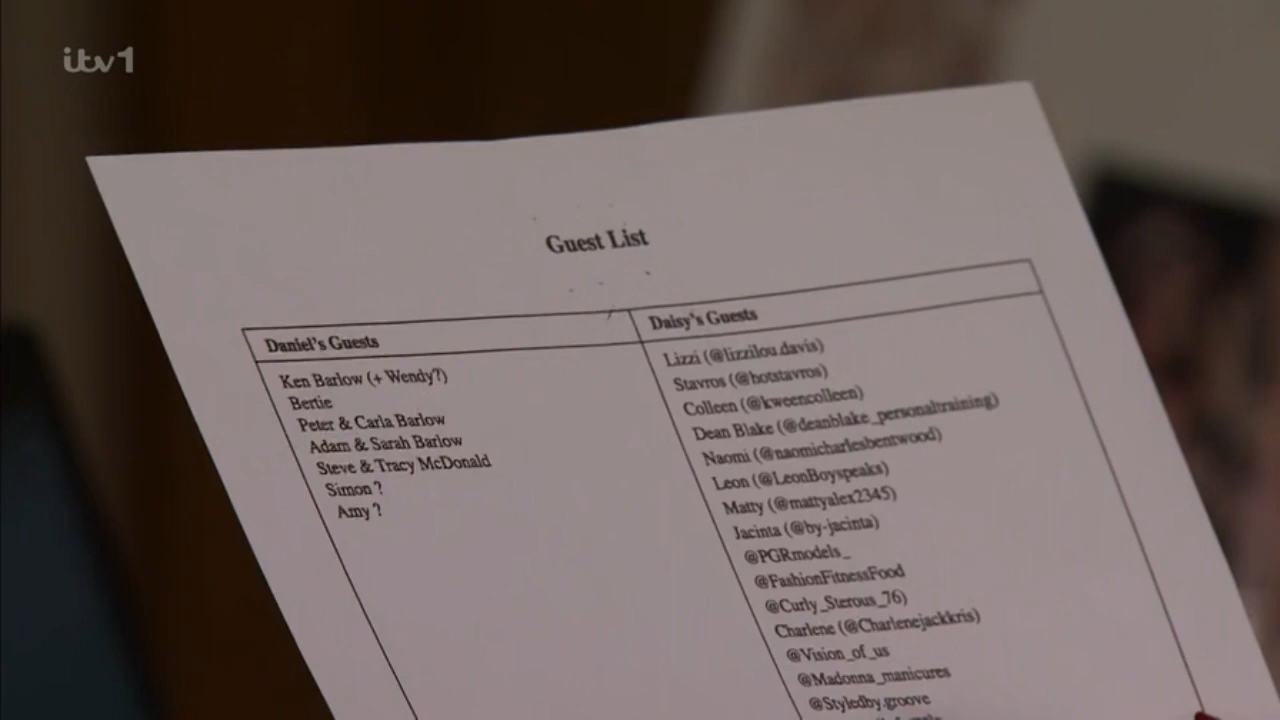 itv1
Guest List
Daniel's Guests
Ken Barlow (+ Wendy?)
Bertie
Peter & Carla Barlow
Adam & Sarah Barlow
Steve & Tracy McDonald
Simon ?
Amy ?
Daisy's Guests
Lizzi (@lizzilou.davis)
Stavros (@hotstavros)
Colleen (@kweencolleen)
Dean Blake (@deanblake_personaltraining)
Naomi (@naomicharlesbentwood)
Leon (@LeonBoyspeaks)
Matty (@mattyalex2345)
Jacinta (@by-jacinta)
@PGRmodels_
@FashionFitnessFood
@Curly_Sterous_76)
Charlene (@Charlenejackkris)
@Vision_of_us
@Madonna_manicures
@Styledby.groove